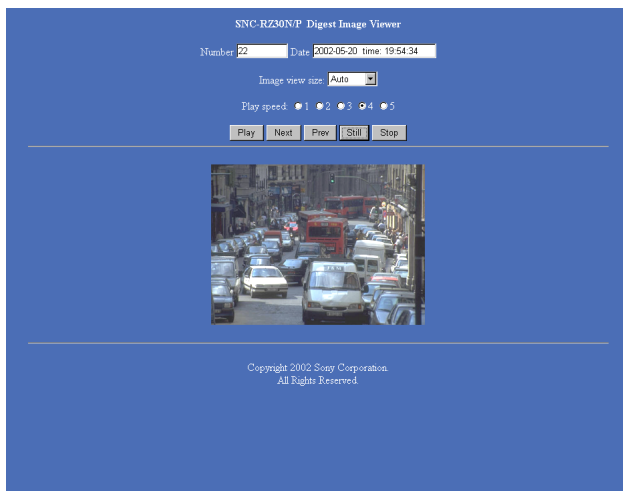 SNC-RZ30N/P Digest Image Viewer
Number 22 Date 2002-05-20 time: 19:54:34
Image view size: Auto
Play speed: 1 2 3 4 5
Play Next Prev Still Stop
Copyright 2002 Sony Corporation.
All Rights Reserved.